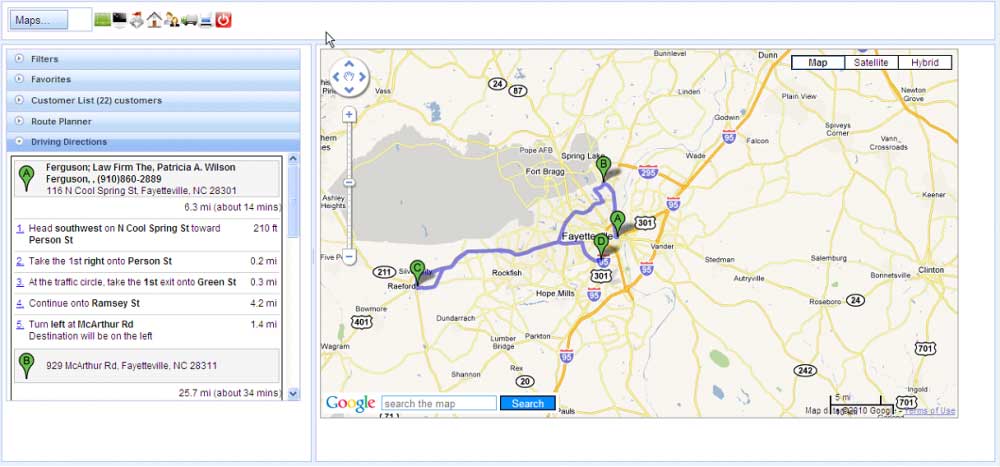 Maps...
Filters
Favorites
Customer List (22) customers
Route Planner
Driving Directions
A
Ferguson; Law Firm The, Patricia A. Wilson
Ferguson, , (910)860-2889
116 N Cool Spring St, Fayetteville, NC 28301
6.3 mi (about 14 mins)
1. Head southwest on N Cool Spring St toward 210 ft
Person St
2. Take the 1st right onto Person St 0.2 mi
3. At the traffic circle, take the 1st exit onto Green St 0.3 mi
4. Continue onto Ramsey St 4.2 mi
5. Turn left at McArthur Rd 1.4 mi
Destination will be on the left
B
929 McArthur Rd, Fayetteville, NC 28311
25.7 mi (about 34 mins)
Map Satellite Hybrid
Bunnlevel
Dunn
24
87
Vass
Linden
Plain View
Newton
Grove
Godwin
95
Falcon
Spiveys
Corner
Vann
Crossroads
Pope AFB
Spring Lake
Fort Bragg
B
Wade
295
Ashley
Heights
Keener
95
A
301
Fayetteville
D
Vander
Clinton
Five Po
211
C
Raeford
Rockfish
301
95
Stedman
Autryville
Salemburg
Bonnetsville
Hope Mills
Bowmore
401
Dundarrach
Roseboro
24
Wagram
Lumber
Bridge
Parkton
95
701
Shannon
Rex
20
242
Ingold
701
Google
search the map
Search
Pauls
(71)
5 mi
Map data ©2010 Google - Terms of Use